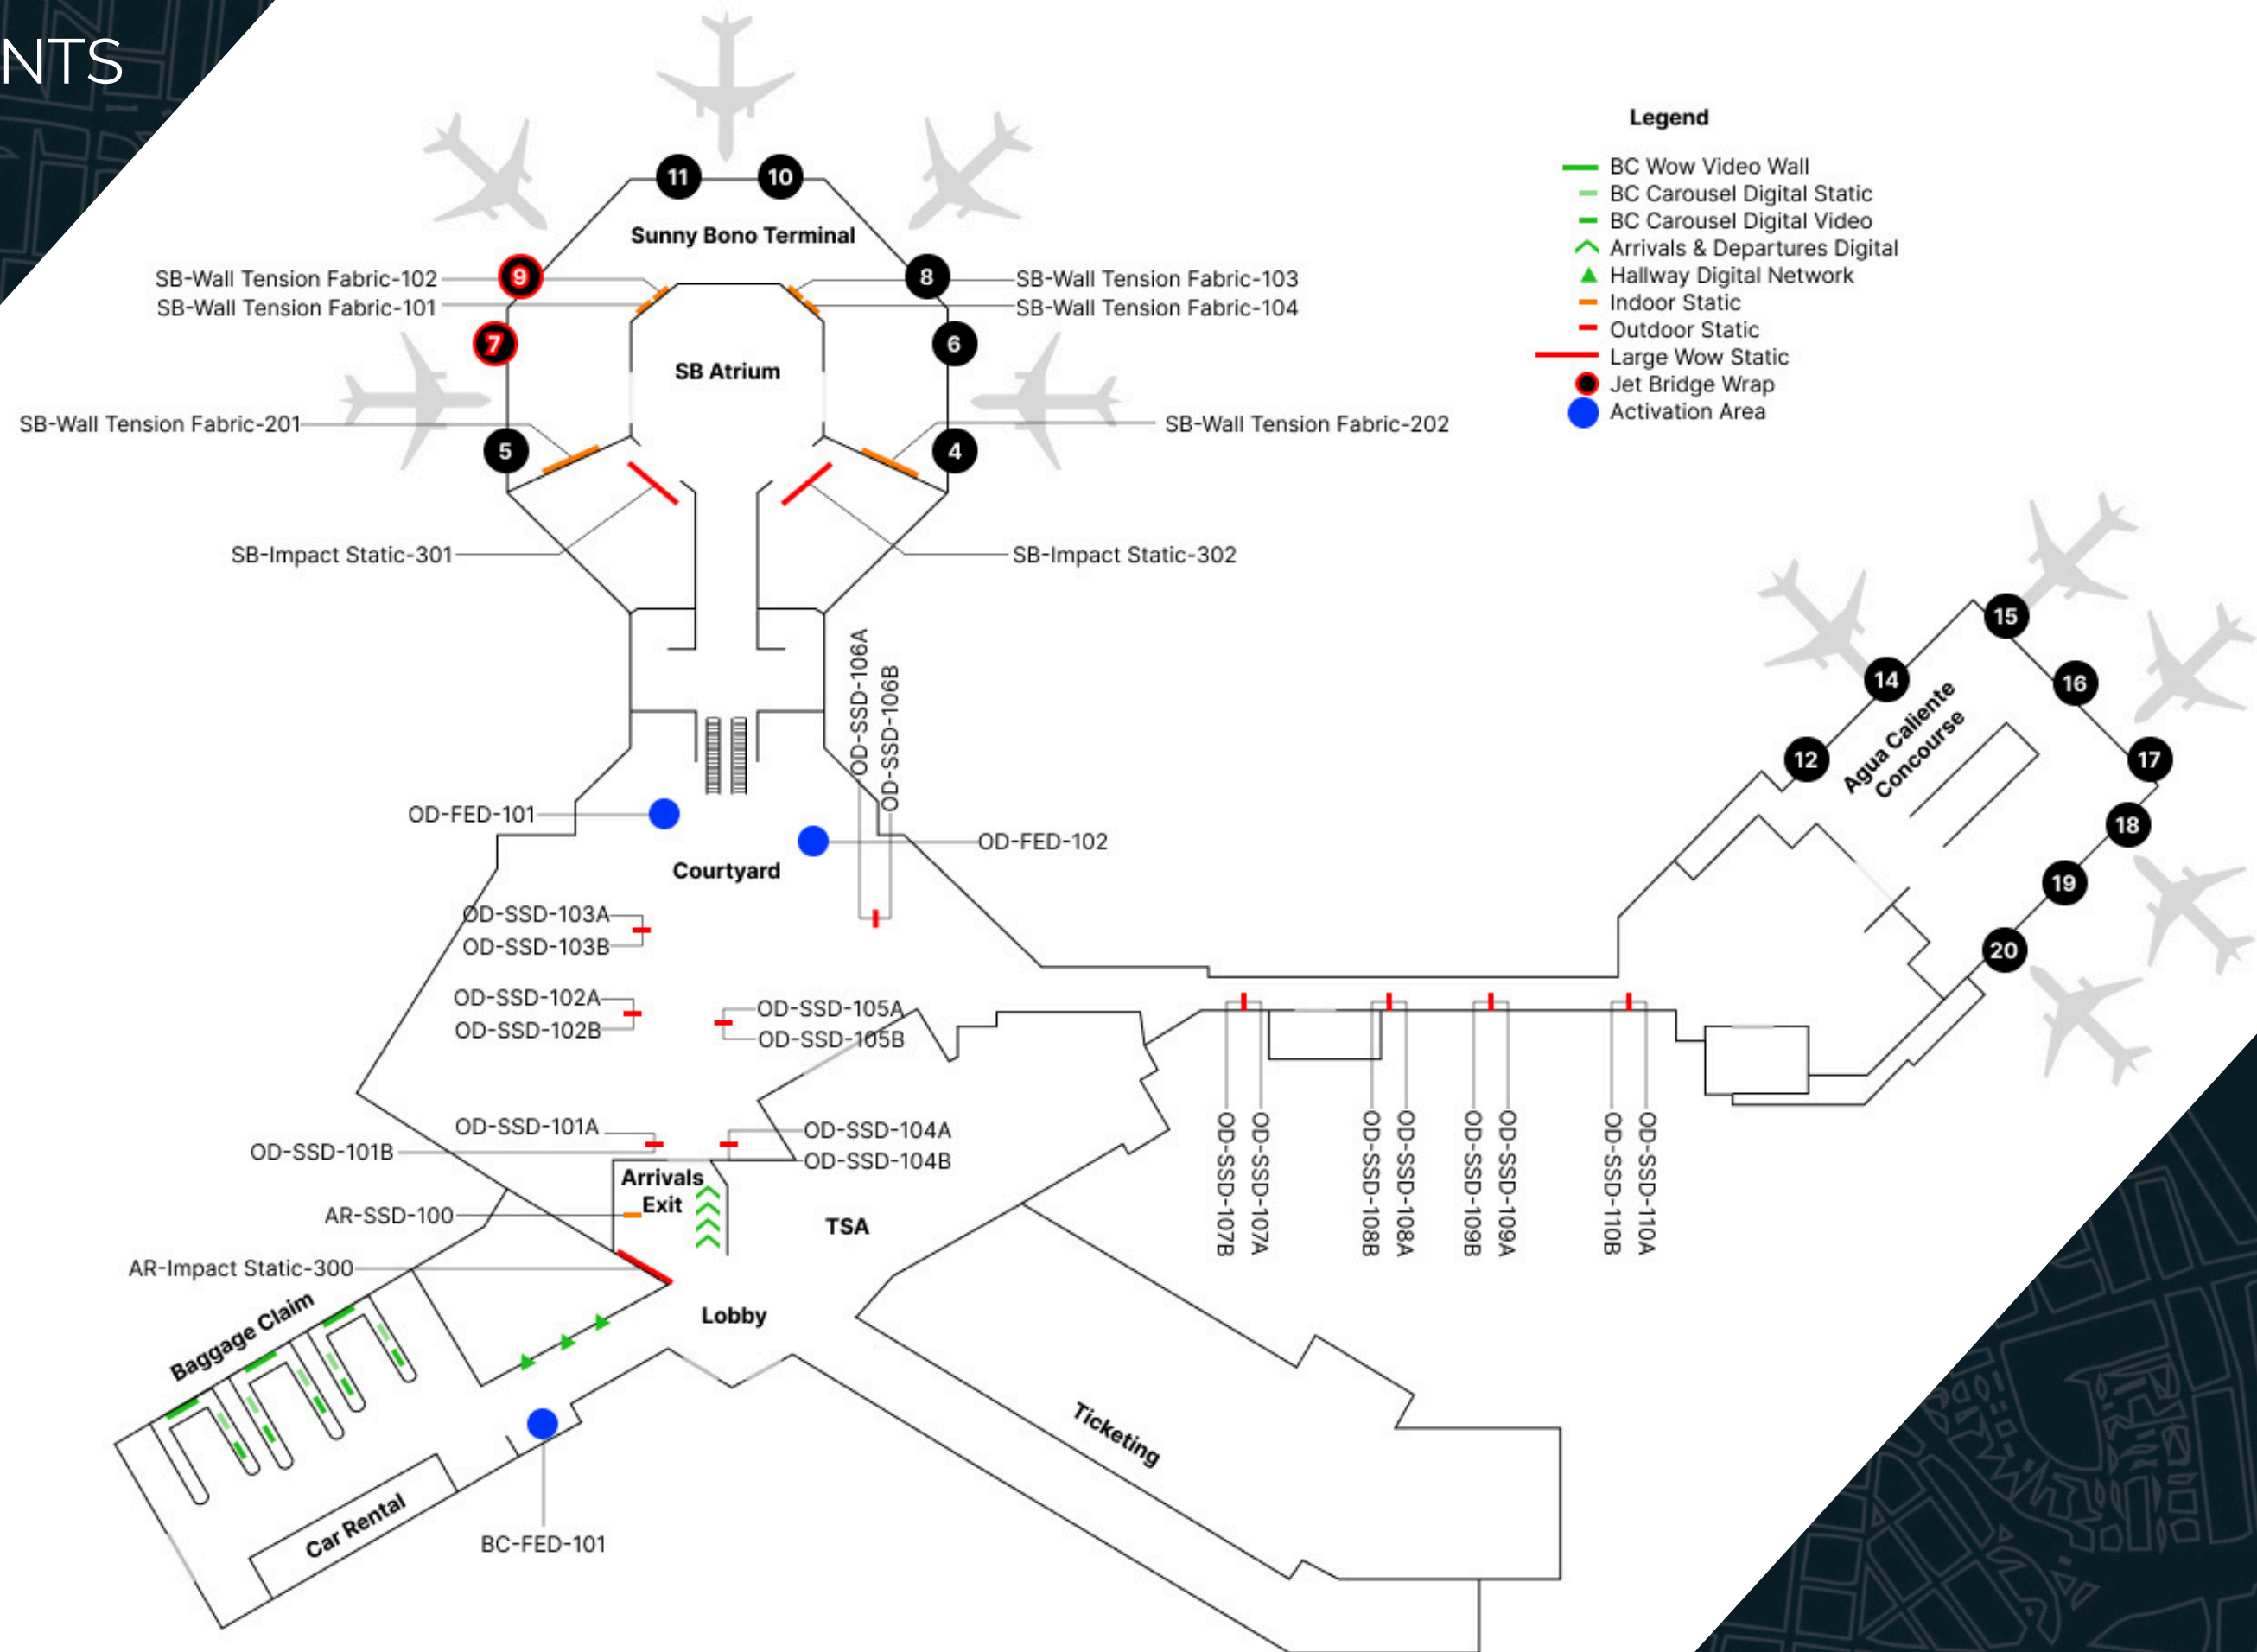 NTS
Legend
BC Wow Video Wall
BC Carousel Digital Static
BC Carousel Digital Video
Arrivals & Departures Digital
Hallway Digital Network
Indoor Static
Outdoor Static
Large Wow Static
Jet Bridge Wrap
Activation Area
11
10
Sunny Bono Terminal
9
8
SB-Wall Tension Fabric-102
SB-Wall Tension Fabric-101
SB-Wall Tension Fabric-103
SB-Wall Tension Fabric-104
7
6
SB Atrium
SB-Wall Tension Fabric-201
SB-Wall Tension Fabric-202
5
4
SB-Impact Static-301
SB-Impact Static-302
OD-SSD-106A
OD-SSD-106B
15
14
16
12
17
Agua Caliente
Concourse
18
19
20
OD-FED-101
OD-FED-102
Courtyard
OD-SSD-103A
OD-SSD-103B
OD-SSD-102A
OD-SSD-102B
OD-SSD-105A
OD-SSD-105B
OD-SSD-101A
OD-SSD-101B
OD-SSD-104A
OD-SSD-104B
OD-SSD-107B
OD-SSD-107A
OD-SSD-108B
OD-SSD-108A
OD-SSD-109B
OD-SSD-109A
OD-SSD-110B
OD-SSD-110A
Arrivals
Exit
AR-SSD-100
TSA
AR-Impact Static-300
Lobby
Baggage Claim
Ticketing
Car Rental
BC-FED-101